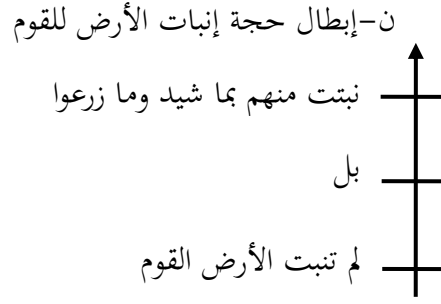 ن-إبطال حجة إنبات الأرض للقوم
نبتت منهم بما شيد وما زرعوا
بل
لم تنبت الأرض القوم